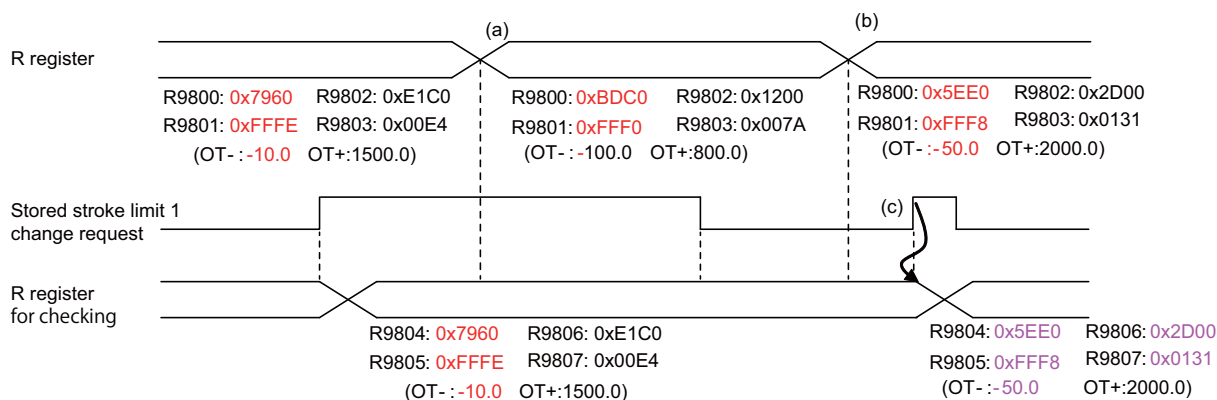 (a)
(b)
R register
R9800: 0x7960 R9802: 0xE1C0
R9801: 0xFFFE R9803: 0x00E4
(OT- :-10.0 OT+:1500.0)
R9800: 0xBDC0 R9802: 0x1200
R9801: 0xFFF0 R9803: 0x007A
(OT- :-100.0 OT+:800.0)
R9800: 0x5EE0 R9802: 0x2D00
R9801: 0xFFF8 R9803: 0x0131
(OT- :-50.0 OT+:2000.0)
Stored stroke limit 1
change request
(c)
R register
for checking
R9804: 0x7960 R9806: 0xE1C0
R9805: 0xFFFE R9807: 0x00E4
(OT- :-10.0 OT+:1500.0)
R9804: 0x5EE0 R9806: 0x2D00
R9805: 0xFFF8 R9807: 0x0131
(OT- :-50.0 OT+:2000.0)